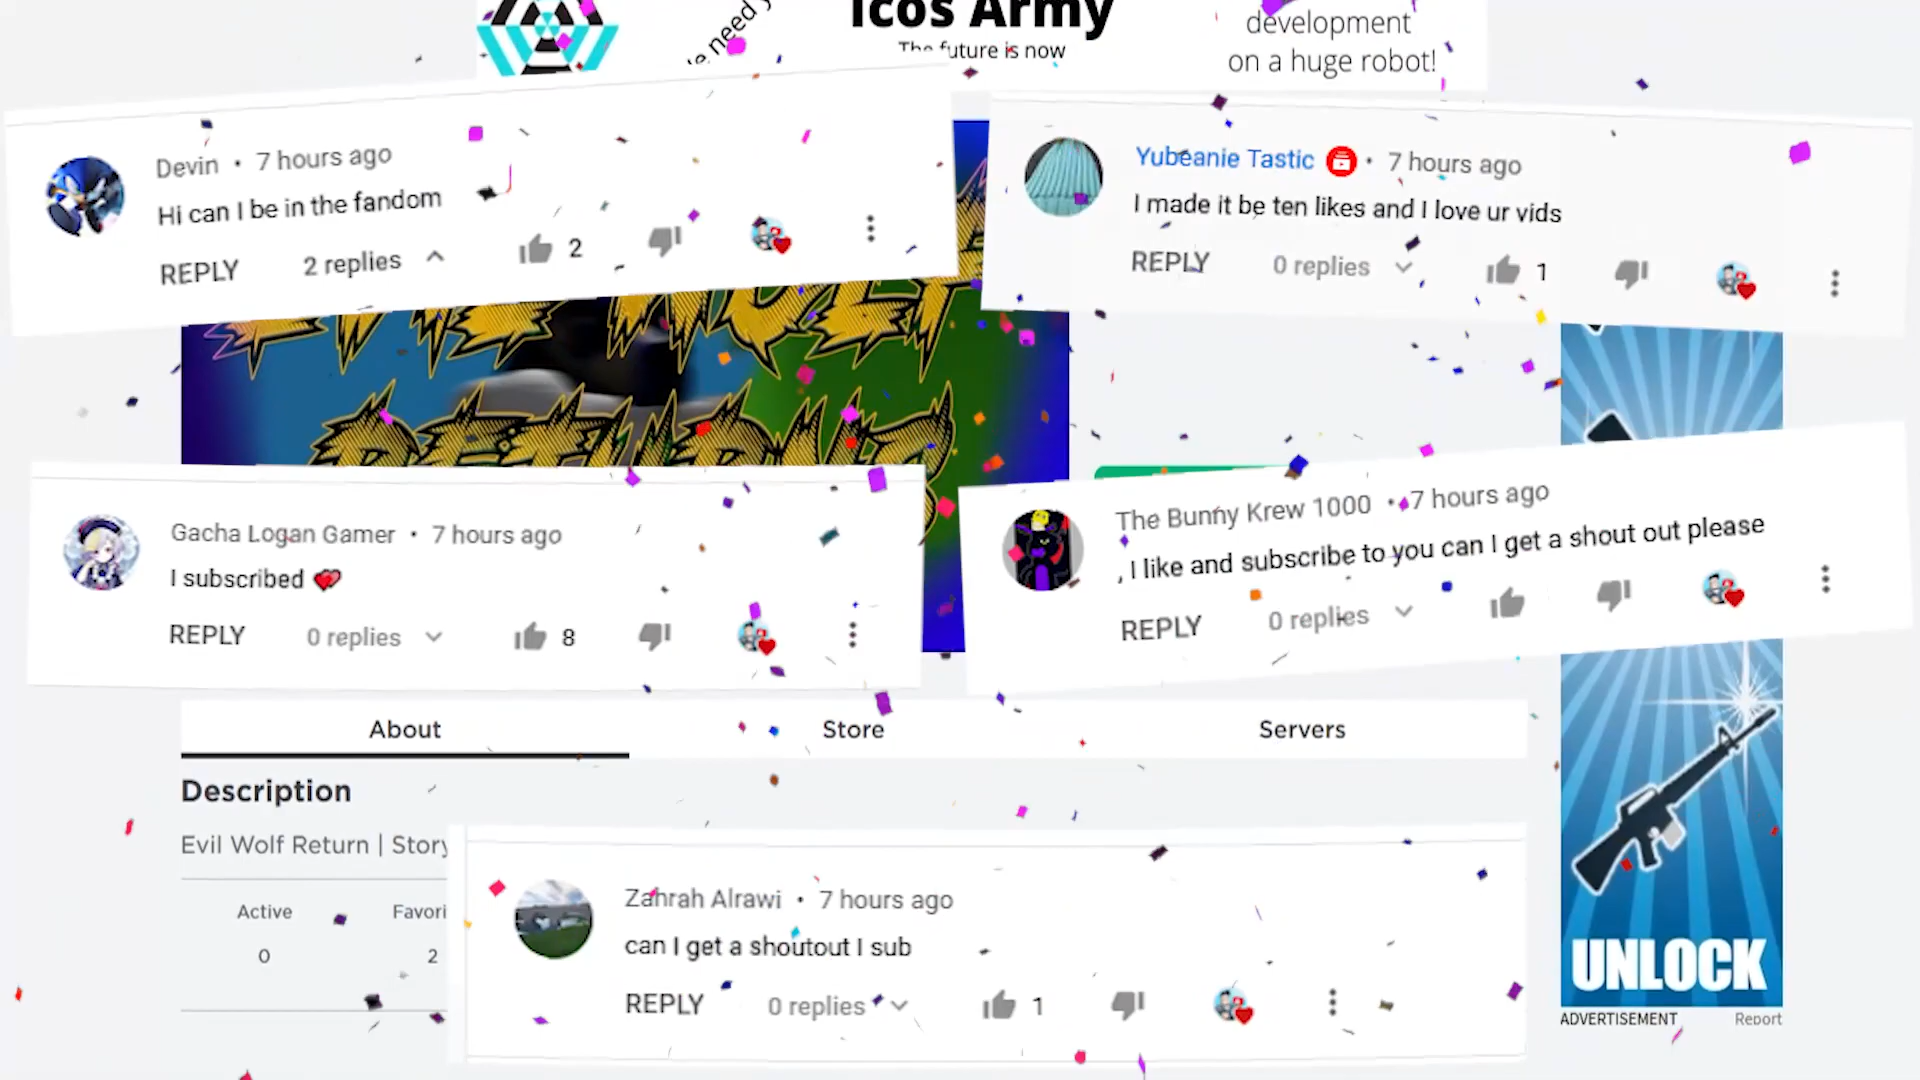 Icos Army
The future is now
need
development
on a huge robot!
Devin • 7 hours ago
Hi can I be in the fandom
REPLY 2 replies 2
Yubeanie Tastic • 7 hours ago
I made it be ten likes and I love ur vids
REPLY 0 replies 1
RETURNS
Gacha Logan Gamer • 7 hours ago
I subscribed 💕
REPLY 0 replies 8
The Bunny Krew 1000 • 7 hours ago
, I like and subscribe to you can I get a shout out please
REPLY 0 replies
About Store Servers
Description
Evil Wolf Return | Story
Active Favori
0 2
Zahrah Alrawi • 7 hours ago
can I get a shoutout I sub
REPLY 0 replies 1
UNLOCK
ADVERTISEMENT Report